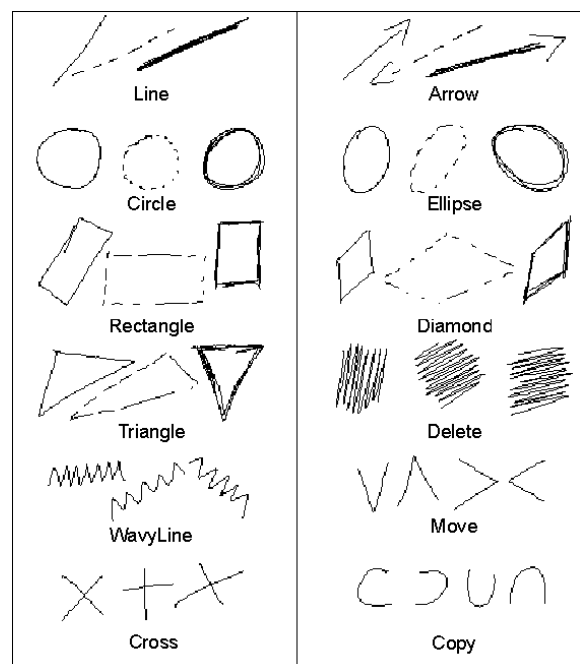 Line
Arrow
Circle
Ellipse
Rectangle
Diamond
Triangle
Delete
WavyLine
Move
Cross
Copy